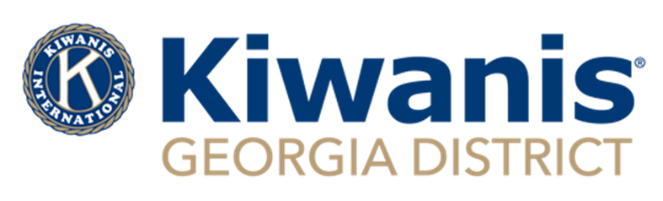 KIWANIS
K
INTERNATIONAL
Kiwanis®
GEORGIA DISTRICT